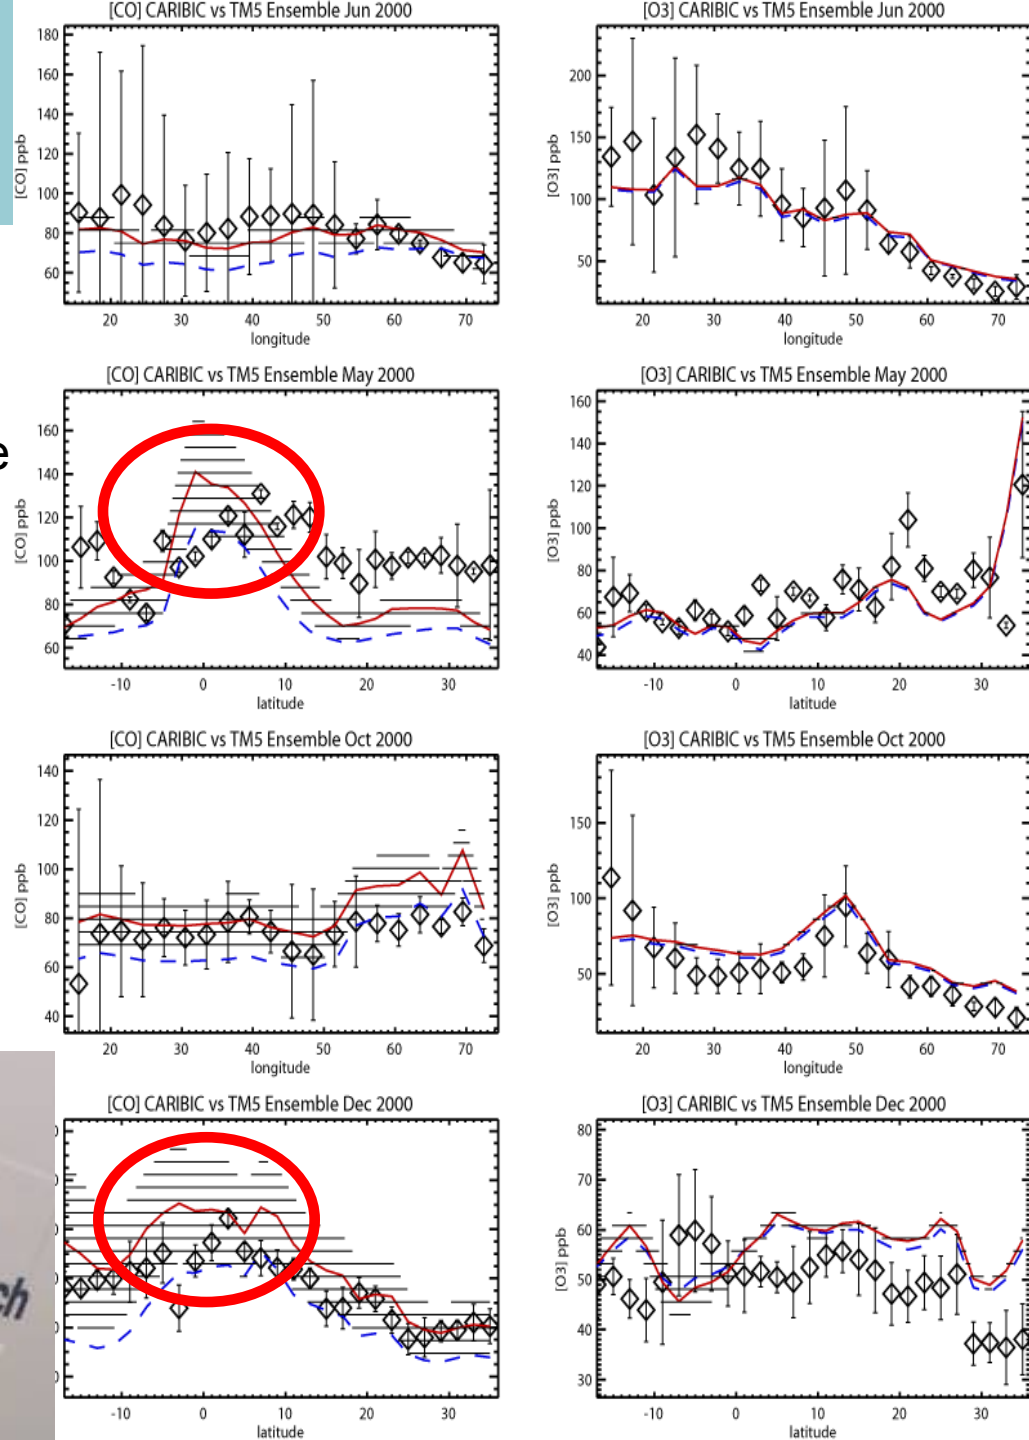 [CO] CARIBIC vs TM5 Ensemble Jun 2000
180
160
140
120
100
80
60
[CO] ppb
20 30 40 50 60 70
longitude
[O3] CARIBIC vs TM5 Ensemble Jun 2000
200
150
100
50
[O3] ppb
20 30 40 50 60 70
longitude
e
[CO] CARIBIC vs TM5 Ensemble May 2000
160
140
120
100
80
60
[CO] ppb
-10 0 10 20 30
latitude
[O3] CARIBIC vs TM5 Ensemble May 2000
160
140
120
100
80
60
40
[O3] ppb
-10 0 10 20 30
latitude
[CO] CARIBIC vs TM5 Ensemble Oct 2000
140
120
100
80
60
40
[CO] ppb
20 30 40 50 60 70
longitude
[O3] CARIBIC vs TM5 Ensemble Oct 2000
150
100
50
[O3] ppb
20 30 40 50 60 70
longitude
ch
[CO] CARIBIC vs TM5 Ensemble Dec 2000
-10 0 10 20 30
latitude
[O3] CARIBIC vs TM5 Ensemble Dec 2000
80
70
60
50
40
30
[O3] ppb
-10 0 10 20 30
latitude